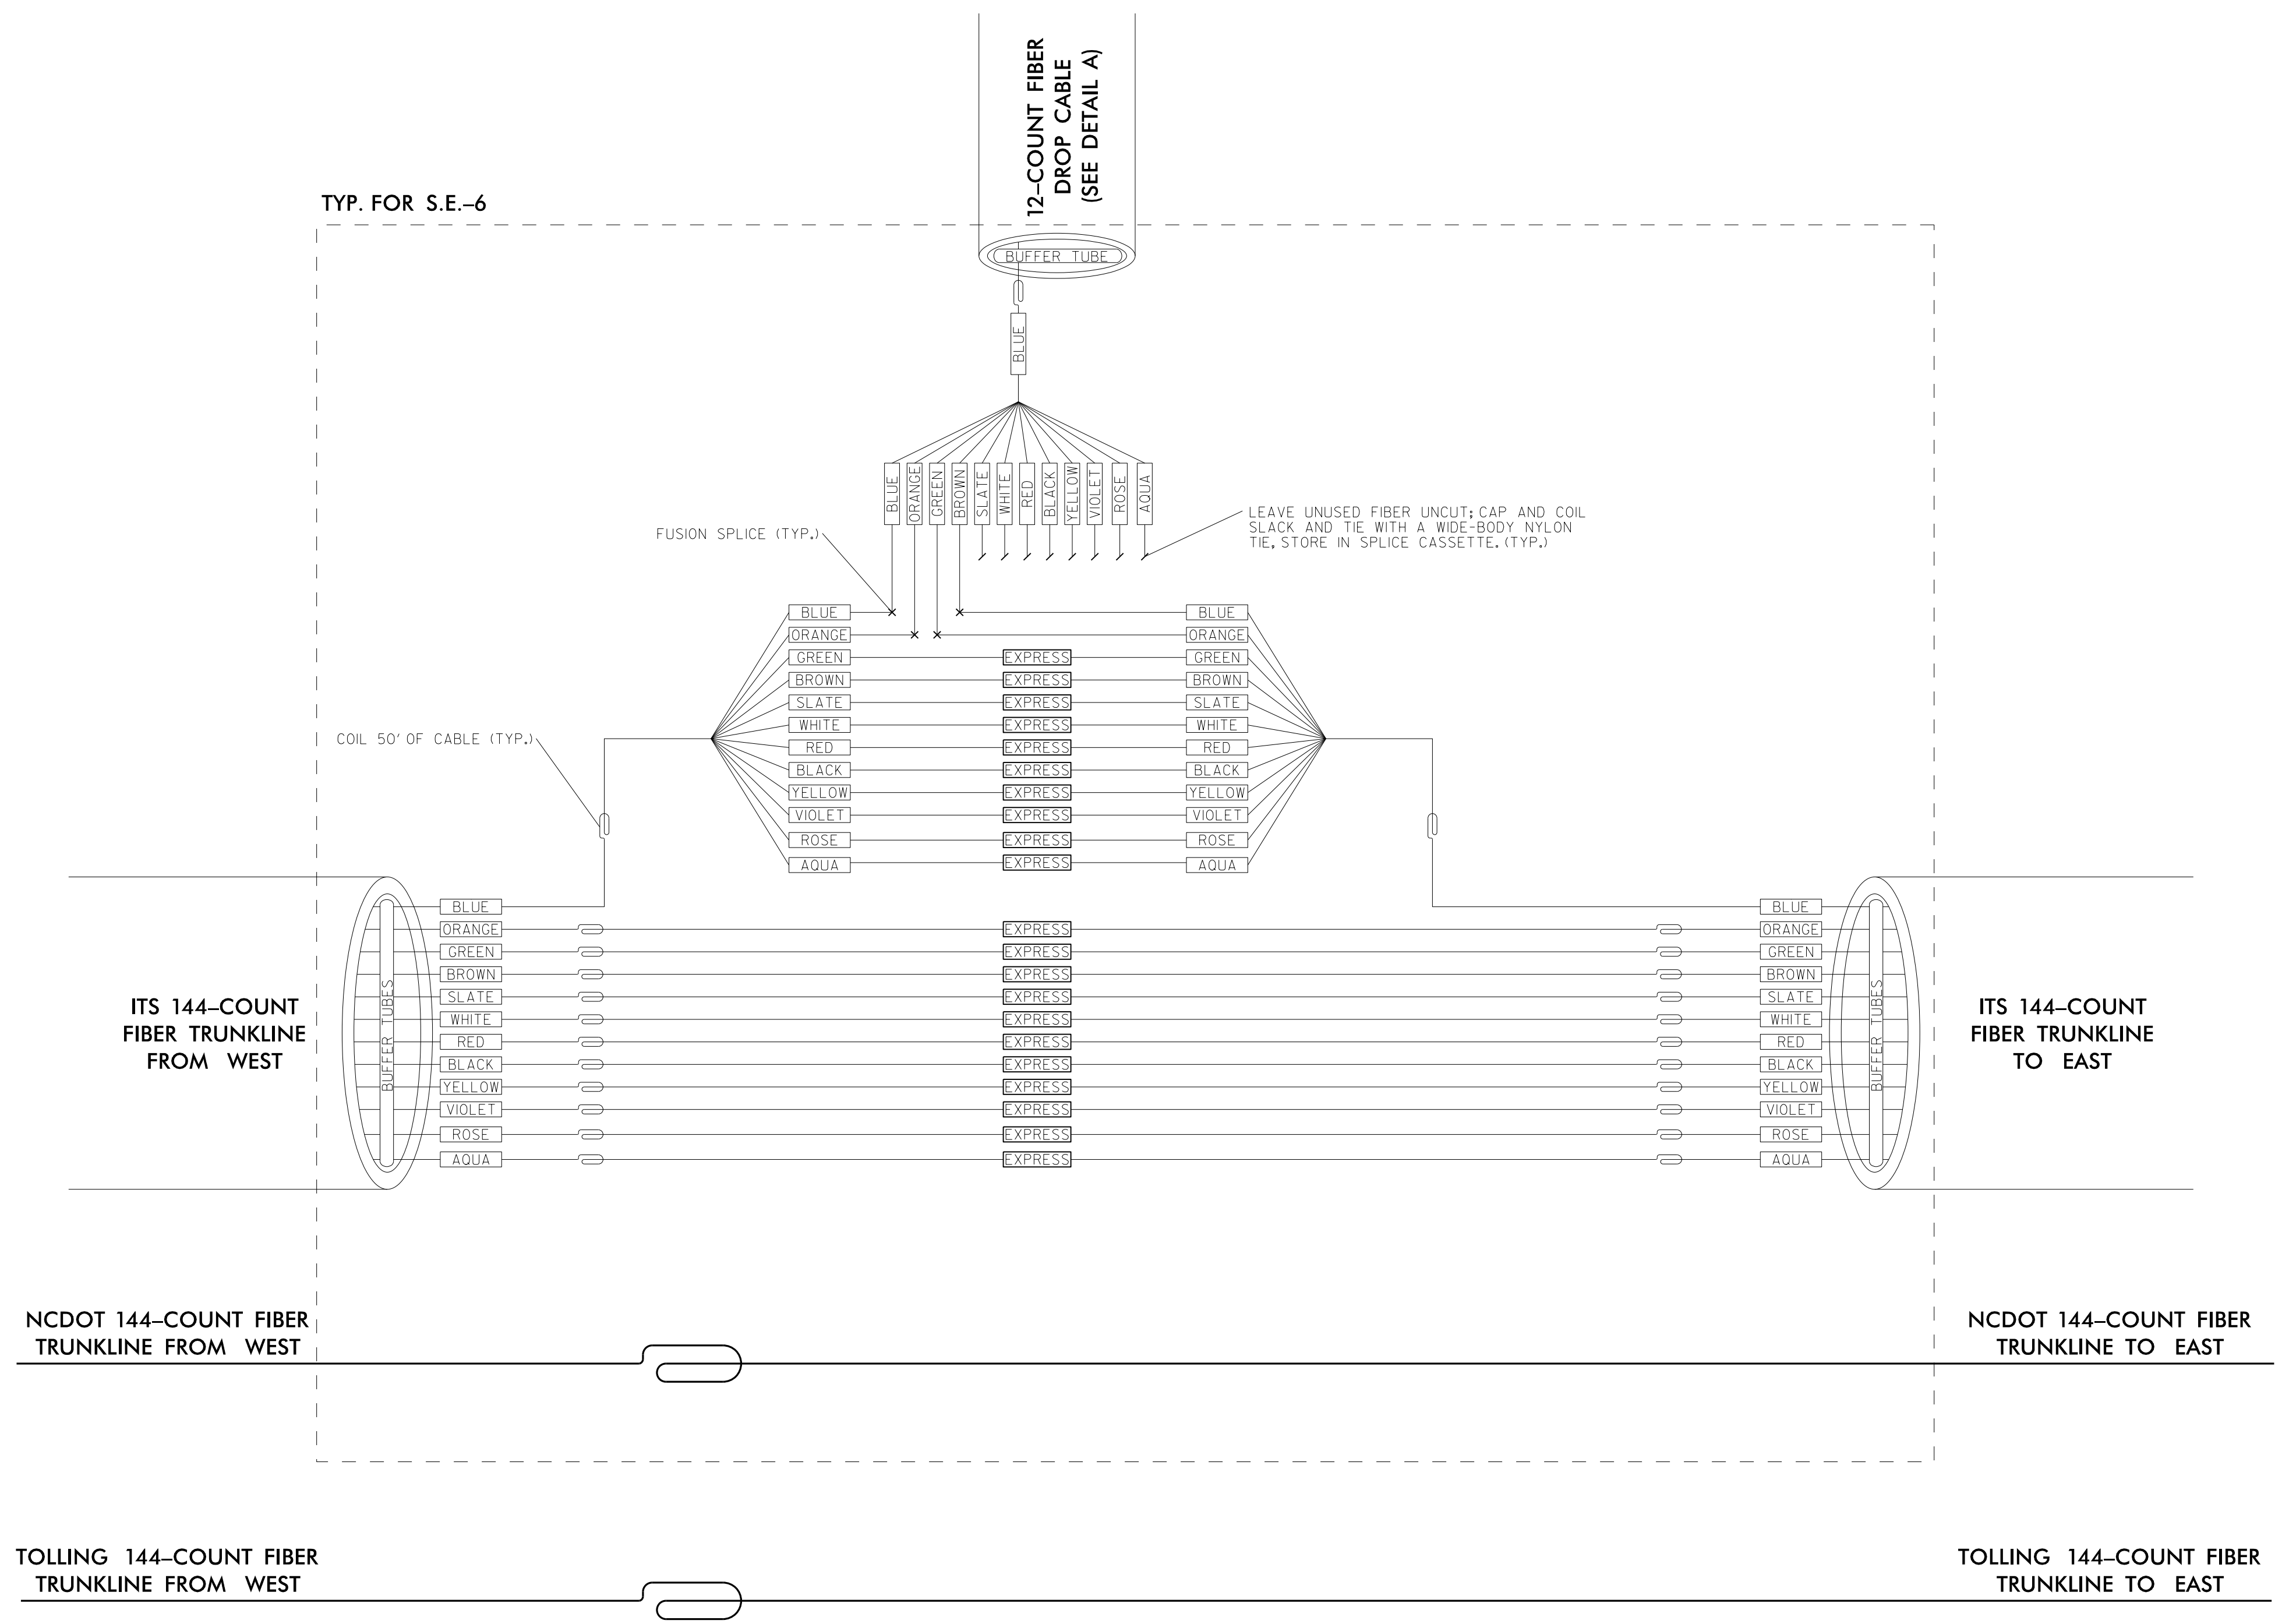 12-COUNT FIBER
DROP CABLE
(SEE DETAIL A)
TYP. FOR S.E.-6
BUFFER TUBE
BLUE
BLUE
ORANGE
GREEN
BROWN
SLATE
WHITE
RED
BLACK
YELLOW
VIOLET
ROSE
AQUA
LEAVE UNUSED FIBER UNCUT; CAP AND COIL
SLACK AND TIE WITH A WIDE-BODY NYLON
TIE, STORE IN SPLICE CASSETTE. (TYP.)
FUSION SPLICE (TYP.)
BLUE BLUE
ORANGE ORANGE
GREEN EXPRESS GREEN
BROWN EXPRESS BROWN
SLATE EXPRESS SLATE
WHITE EXPRESS WHITE
RED EXPRESS RED
BLACK EXPRESS BLACK
YELLOW EXPRESS YELLOW
VIOLET EXPRESS VIOLET
ROSE EXPRESS ROSE
AQUA EXPRESS AQUA
COIL 50' OF CABLE (TYP.)
BLUE BLUE
ORANGE EXPRESS ORANGE
GREEN EXPRESS GREEN
BROWN EXPRESS BROWN
SLATE EXPRESS SLATE
WHITE EXPRESS WHITE
RED EXPRESS RED
BLACK EXPRESS BLACK
YELLOW EXPRESS YELLOW
VIOLET EXPRESS VIOLET
ROSE EXPRESS ROSE
AQUA EXPRESS AQUA
BUFFER TUBES
BUFFER TUBES
ITS 144-COUNT
FIBER TRUNKLINE
FROM WEST
ITS 144-COUNT
FIBER TRUNKLINE
TO EAST
NCDOT 144-COUNT FIBER
TRUNKLINE FROM WEST
NCDOT 144-COUNT FIBER
TRUNKLINE TO EAST
TOLLING 144-COUNT FIBER
TRUNKLINE FROM WEST
TOLLING 144-COUNT FIBER
TRUNKLINE TO EAST